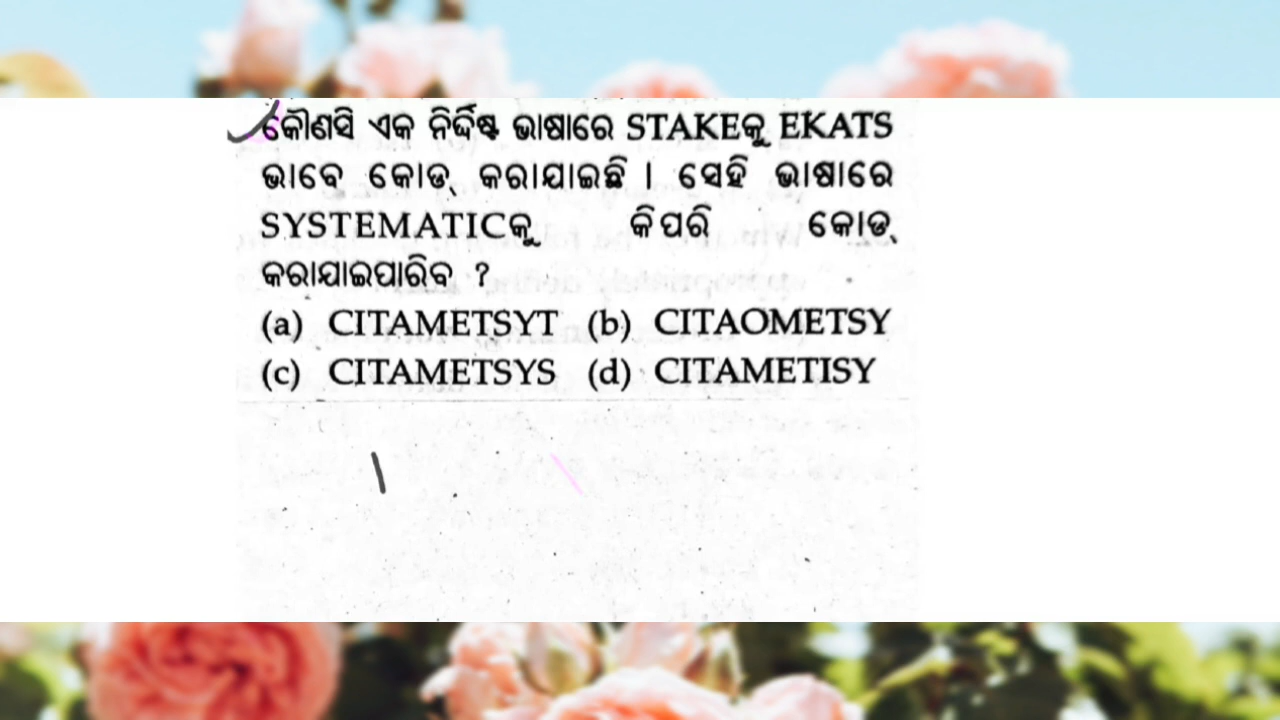 କୌଣସି ଏକ ନିର୍ଦ୍ଦିଷ୍ଟ ଭାଷାରେ STAKEକୁ EKATS
ଭାବେ କୋଡ୍ କରାଯାଇଛି । ସେହି ଭାଷାରେ
SYSTEMATICକୁ କିପରି କୋଡ୍
କରାଯାଇପାରିବ ?
(a) CITAMETSYT (b) CITAOMETSY
(c) CITAMETSYS (d) CITAMETISY